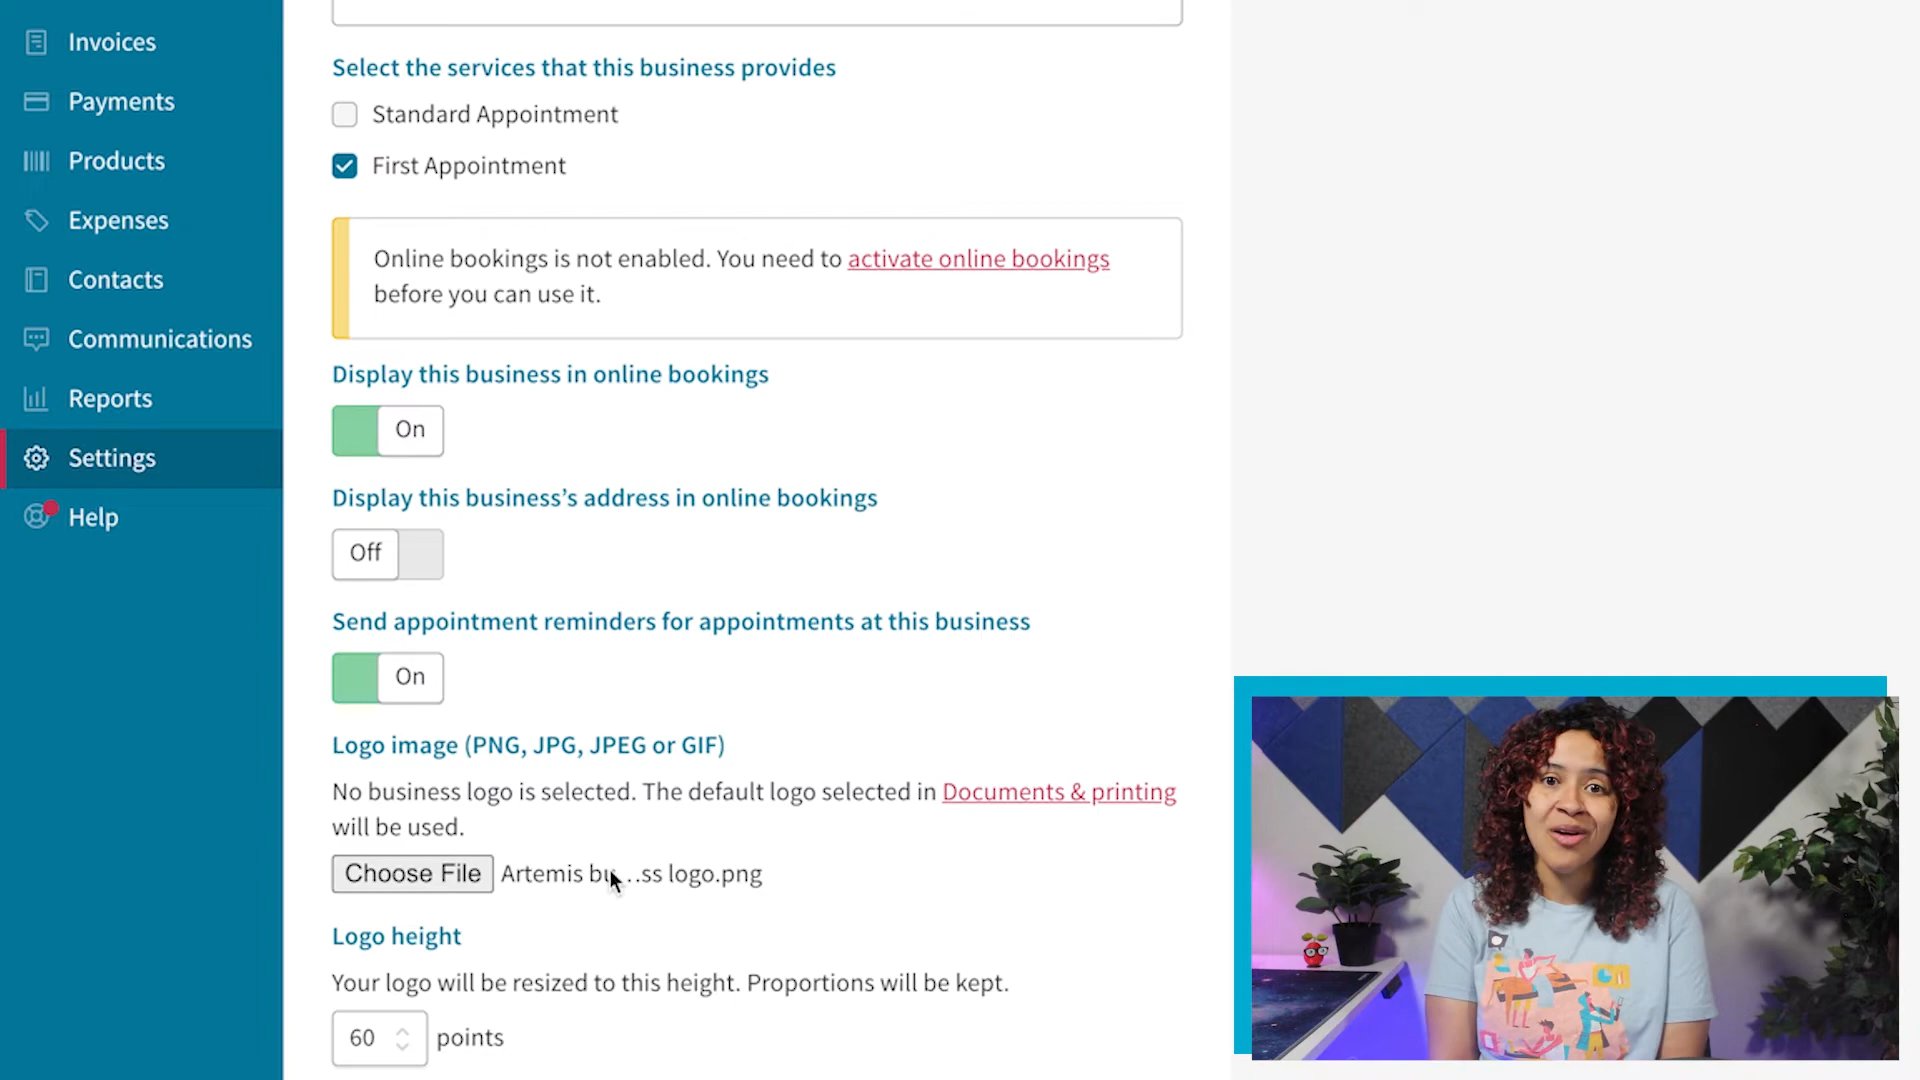 Invoices
Payments
Products
Expenses
Contacts
Communications
Reports
Settings
Help
Select the services that this business provides
Standard Appointment
First Appointment
Online bookings is not enabled. You need to activate online bookings
before you can use it.
Display this business in online bookings
On
Display this business’s address in online bookings
Off
Send appointment reminders for appointments at this business
On
Logo image (PNG, JPG, JPEG or GIF)
No business logo is selected. The default logo selected in Documents & printing
will be used.
Choose File Artemis bu…ss logo.png
Logo height
Your logo will be resized to this height. Proportions will be kept.
60 points